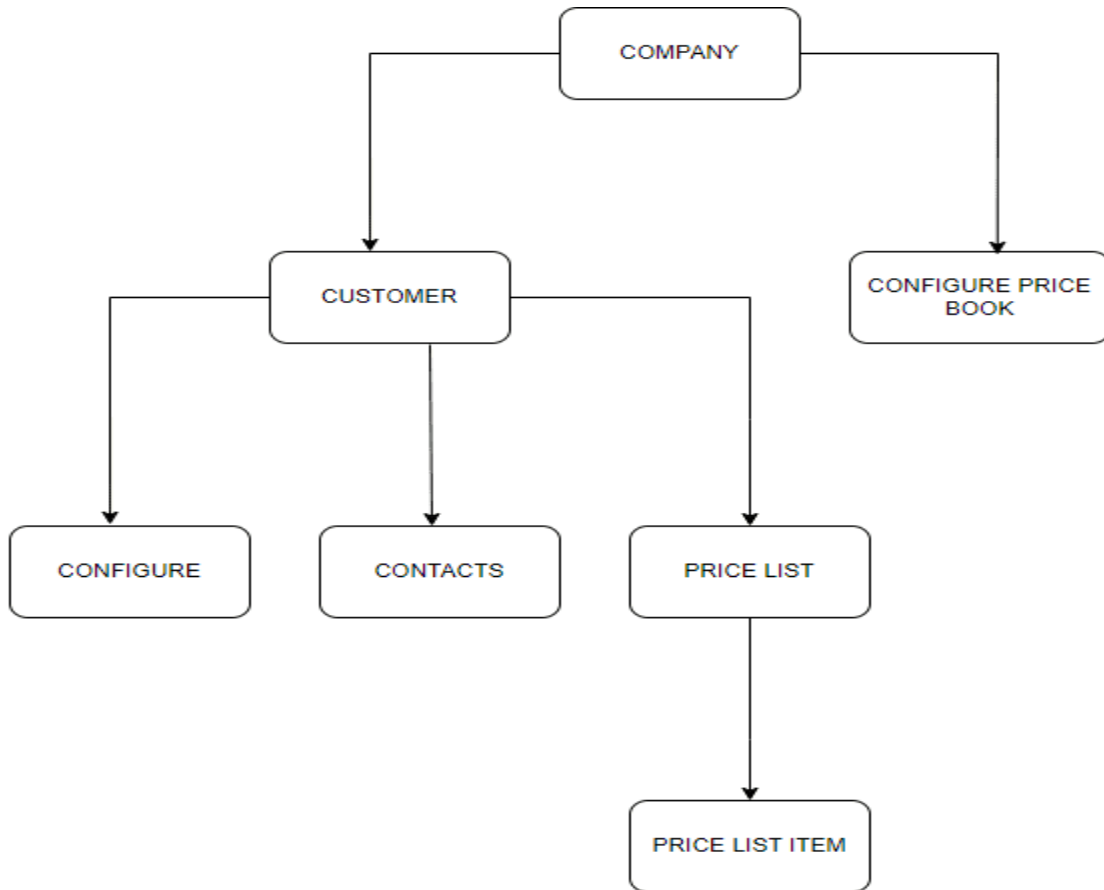 COMPANY
CUSTOMER
CONFIGURE PRICE
BOOK
CONFIGURE
CONTACTS
PRICE LIST
PRICE LIST ITEM